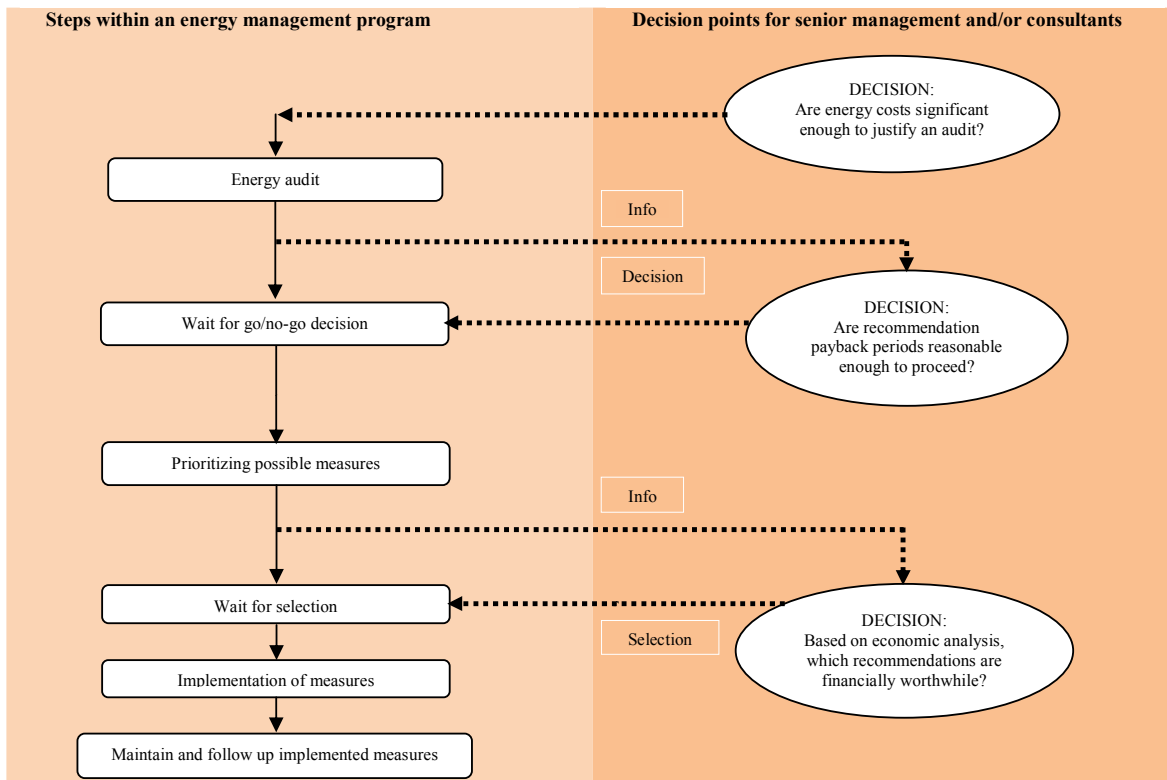 Steps within an energy management program
Decision points for senior management and/or consultants
DECISION:
Are energy costs significant
enough to justify an audit?
Energy audit
Info
Decision
Wait for go/no-go decision
DECISION:
Are recommendation
payback periods reasonable
enough to proceed?
Prioritizing possible measures
Info
Wait for selection
Selection
DECISION:
Based on economic analysis,
which recommendations are
financially worthwhile?
Implementation of measures
Maintain and follow up implemented measures